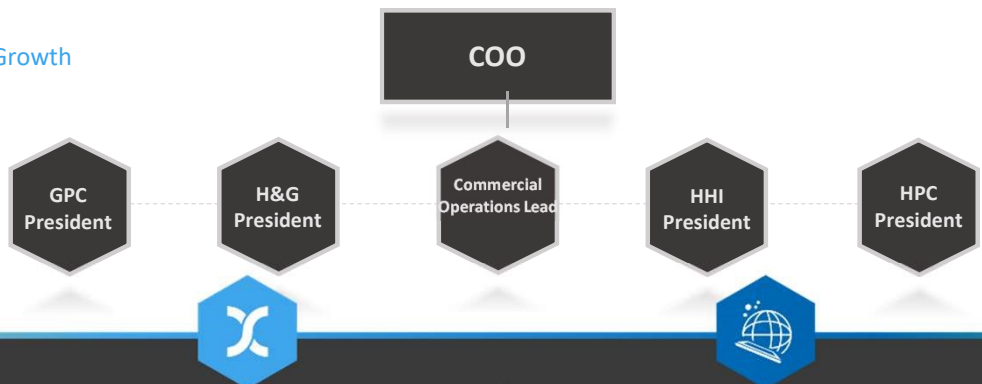 Growth
COO
GPC
President
H&G
President
Commercial
Operations Lead
HHI
President
HPC
President